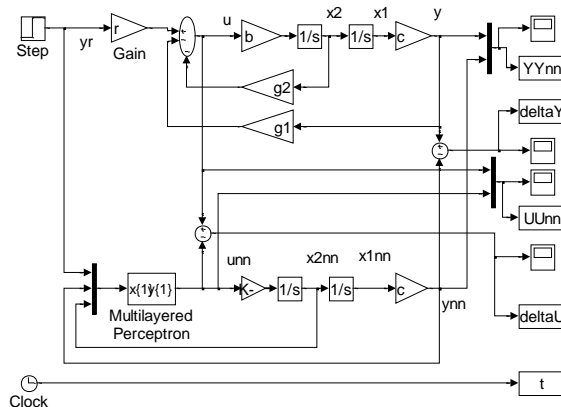 Step
yr
r
Gain
u
b
1/s
x2
1/s
x1
c
y
g2
g1
YYnn
deltaY
UUnn
unn
x2nn
x1nn
x{1}y{1}
Multilayered
Perceptron
K-
1/s
1/s
c
ynn
deltaU
Clock
t